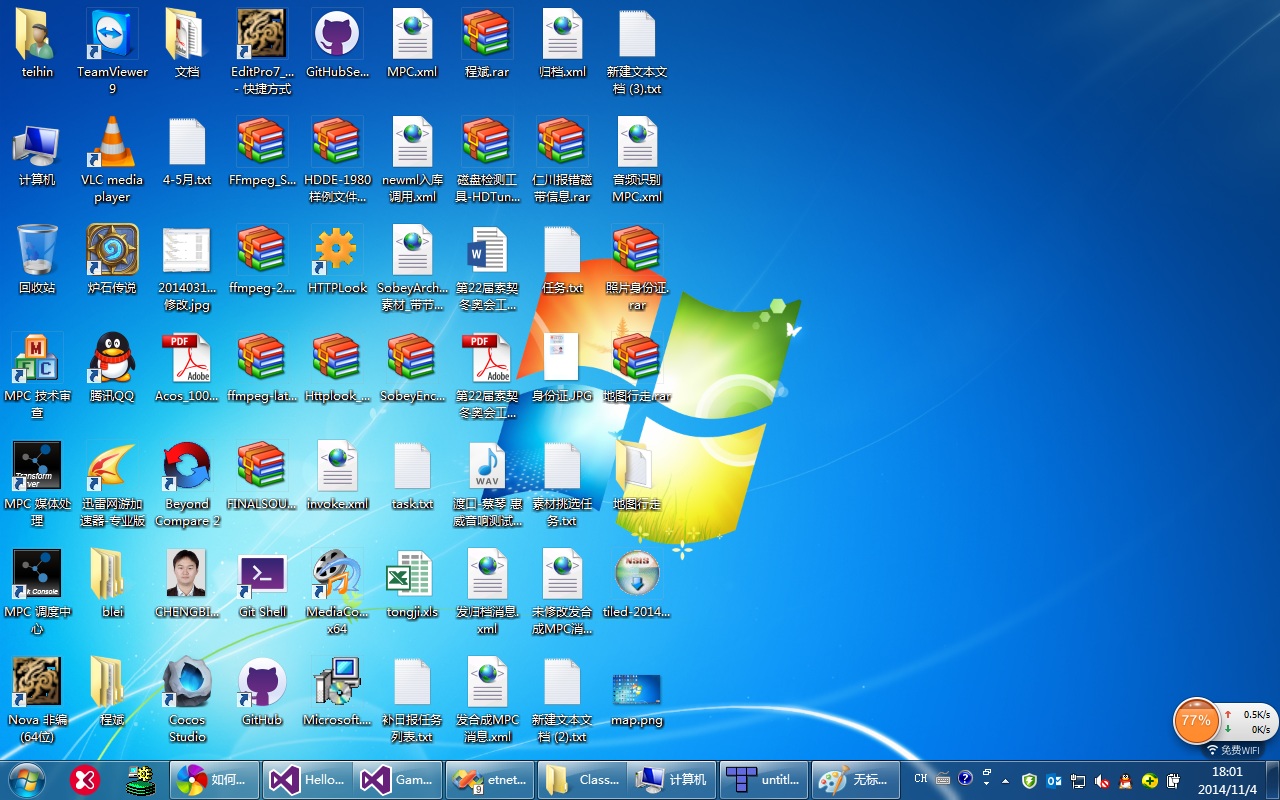 teihin
TeamViewer
9
文档
EditPro7_...
- 快捷方式
GitHubSe...
MPC.xml
程斌.rar
归档.xml
新建文本文
档 (3).txt
计算机
VLC media
player
4-5月.txt
FFmpeg_S...
HDDE-1980
样例文件...
newml入库
调用.xml
磁盘检测工
具-HDTun...
仁川报错磁
带信息.rar
音频识别
MPC.xml
回收站
炉石传说
2014031...
修改.jpg
ffmpeg-2....
HTTPLook
SobeyArch...
素材_带节...
第22届索契
冬奥会工...
任务.txt
照片身份证.
rar
MPC 技术审
查
腾讯QQ
PDF
Adobe
Acos_100...
ffmpeg-lat...
Httplook_...
SobeyEnc...
PDF
Adobe
第22届索契
冬奥会工...
身份证.JPG
地图行走.rar
MPC 媒体处
理
迅雷网游加
速器-专业版
Beyond
Compare 2
FINALSOU...
invoke.xml
task.txt
WAV
渡口-蔡琴 惠
威音响测试...
素材挑选任
务.txt
地图行走
MPC 调度中
心
blei
CHENGBI...
Git Shell
MediaCo...
x64
tongji.xls
发归档消息.
xml
未修改发合
成MPC消...
NSIS
tiled-2014...
Nova 非编
(64位)
程斌
Cocos
Studio
GitHub
Microsoft....
补日报任务
列表.txt
发合成MPC
消息.xml
新建文本文
档 (2).txt
map.png
77%
0.5K/s
0K/s
免费WIFI
如何...
Hello...
Gam...
9
etnet...
Class...
计算机
untitl...
无标...
CH
18:01
2014/11/4